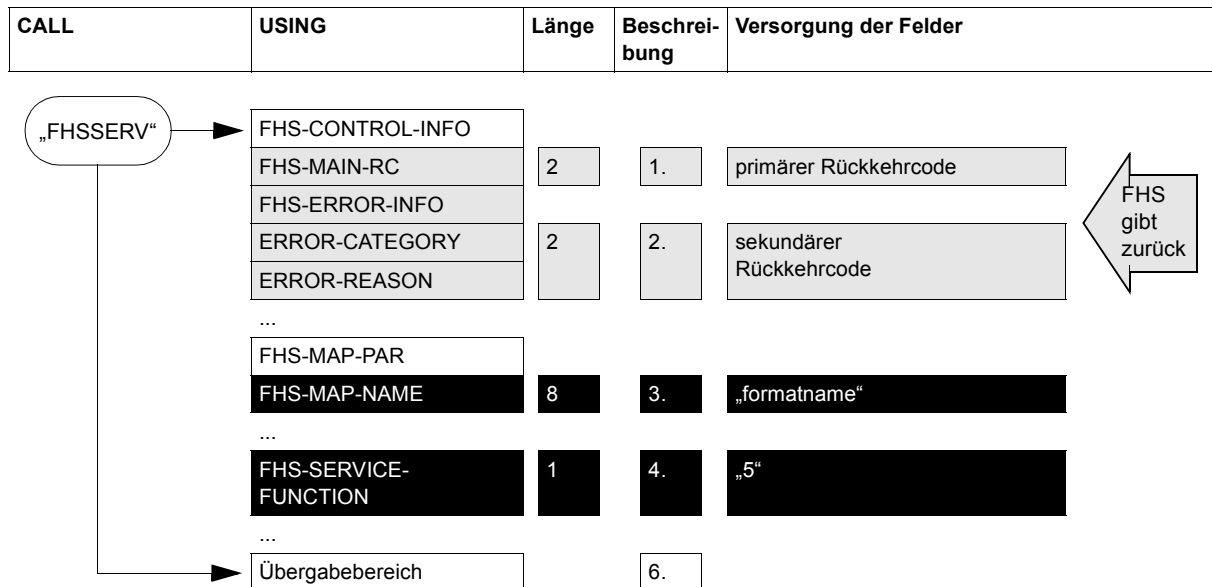 CALL USING Länge Beschrei-
bung Versorgung der Felder
„FHSSERV“ FHS-CONTROL-INFO
FHS-MAIN-RC 2 1. primärer Rückkehrcode
FHS-ERROR-INFO
ERROR-CATEGORY 2 2. sekundärer
Rückkehrcode
ERROR-REASON
FHS
gibt
zurück
...
FHS-MAP-PAR
FHS-MAP-NAME 8 3. „formatname“
...
FHS-SERVICE-
FUNCTION 1 4. „5“
...
Übergabebereich 6.